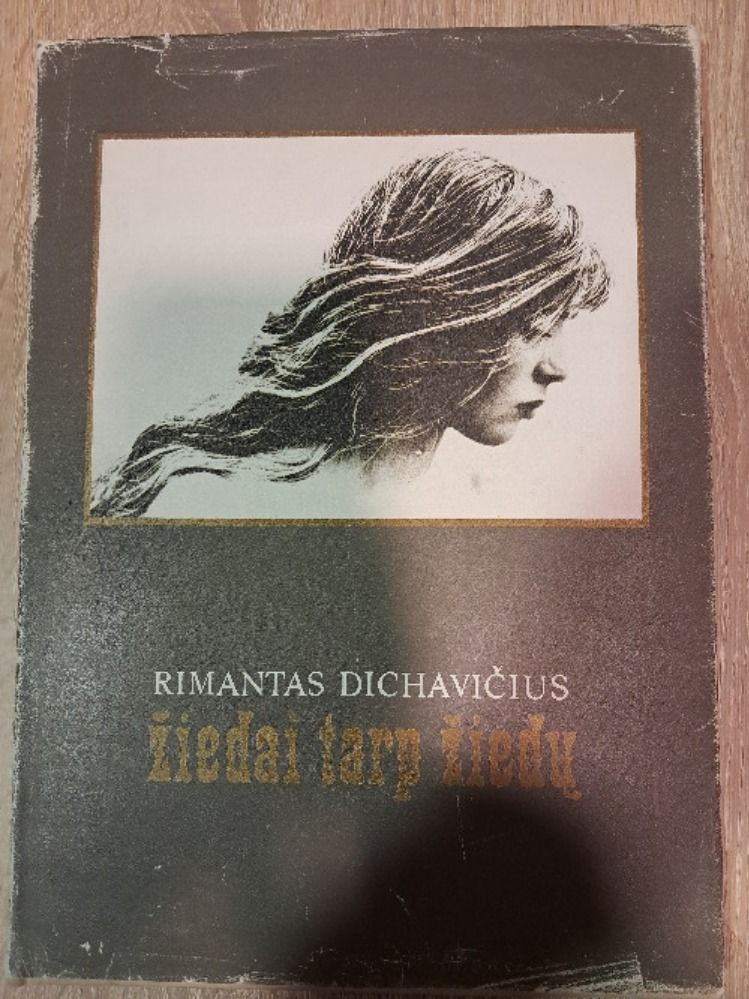 RIMANTAS DICHAVIČIUS
žiedai tarp žiedų